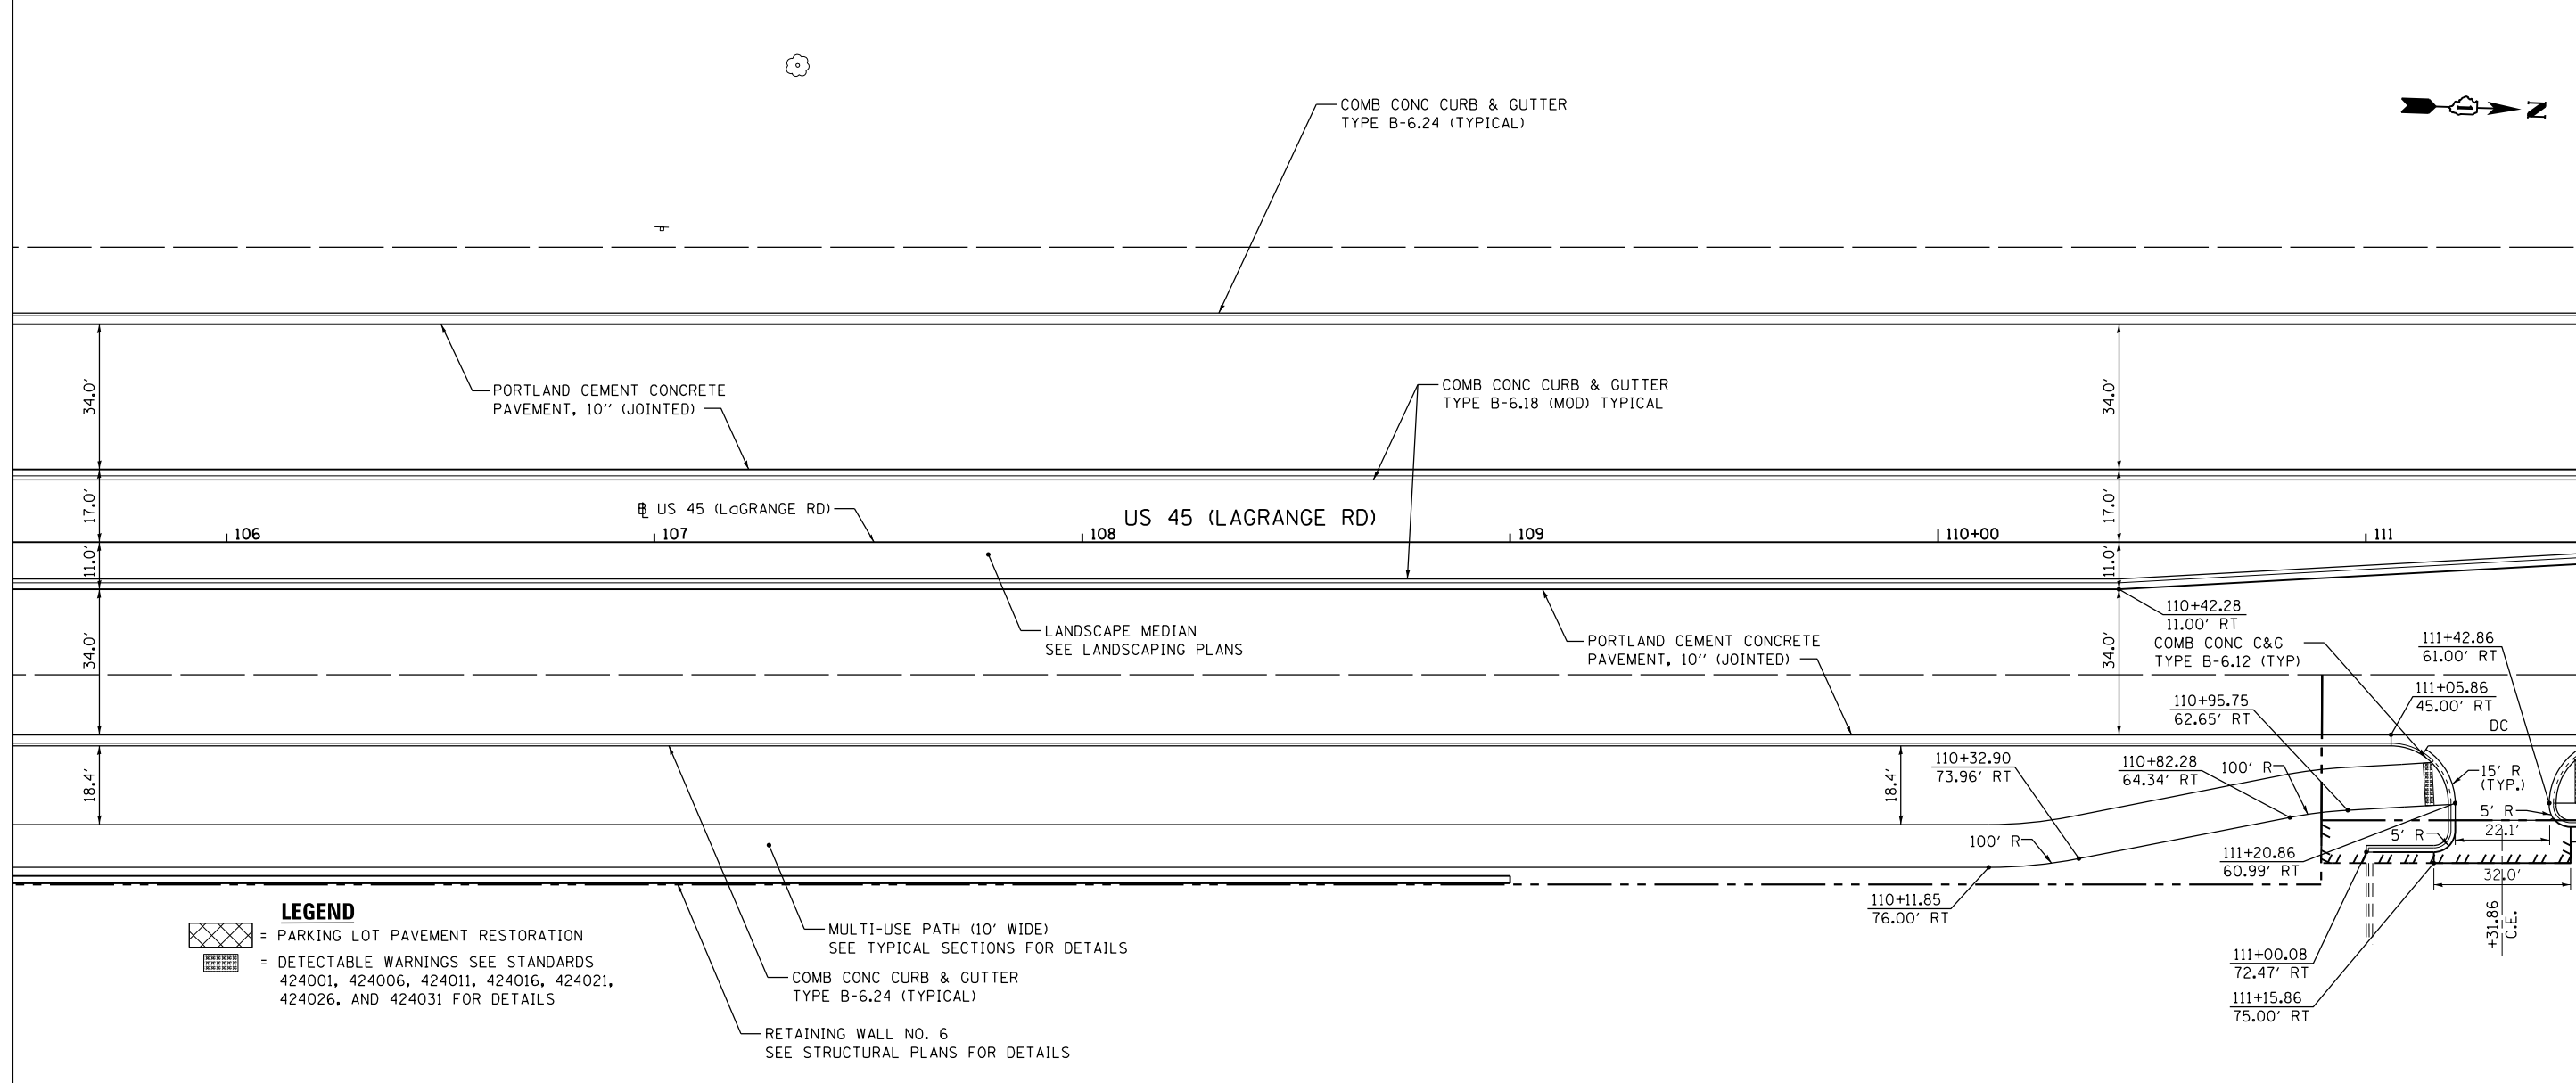 COMB CONC CURB & GUTTER
TYPE B-6.24 (TYPICAL)
N
34.0'
PORTLAND CEMENT CONCRETE
PAVEMENT, 10'' (JOINTED)
COMB CONC CURB & GUTTER
TYPE B-6.18 (MOD) TYPICAL
34.0'
17.0'
US 45 (LaGRANGE RD)
US 45 (LAGRANGE RD)
17.0'
106
107
108
109
110+00
111
11.0'
11.0'
LANDSCAPE MEDIAN
SEE LANDSCAPING PLANS
PORTLAND CEMENT CONCRETE
PAVEMENT, 10'' (JOINTED)
34.0'
34.0'
110+42.28
11.00' RT
COMB CONC C&G
TYPE B-6.12 (TYP)
111+42.86
61.00' RT
111+05.86
45.00' RT
DC
110+95.75
62.65' RT
18.4'
18.4'
110+32.90
73.96' RT
110+82.28
64.34' RT
100' R
15' R
(TYP.)
5' R
22.1'
5' R
100' R
111+20.86
60.99' RT
32.0'
110+11.85
76.00' RT
+31.86
C.E.
111+00.08
72.47' RT
111+15.86
75.00' RT
LEGEND
= PARKING LOT PAVEMENT RESTORATION
= DETECTABLE WARNINGS SEE STANDARDS
424001, 424006, 424011, 424016, 424021,
424026, AND 424031 FOR DETAILS
MULTI-USE PATH (10' WIDE)
SEE TYPICAL SECTIONS FOR DETAILS
COMB CONC CURB & GUTTER
TYPE B-6.24 (TYPICAL)
RETAINING WALL NO. 6
SEE STRUCTURAL PLANS FOR DETAILS